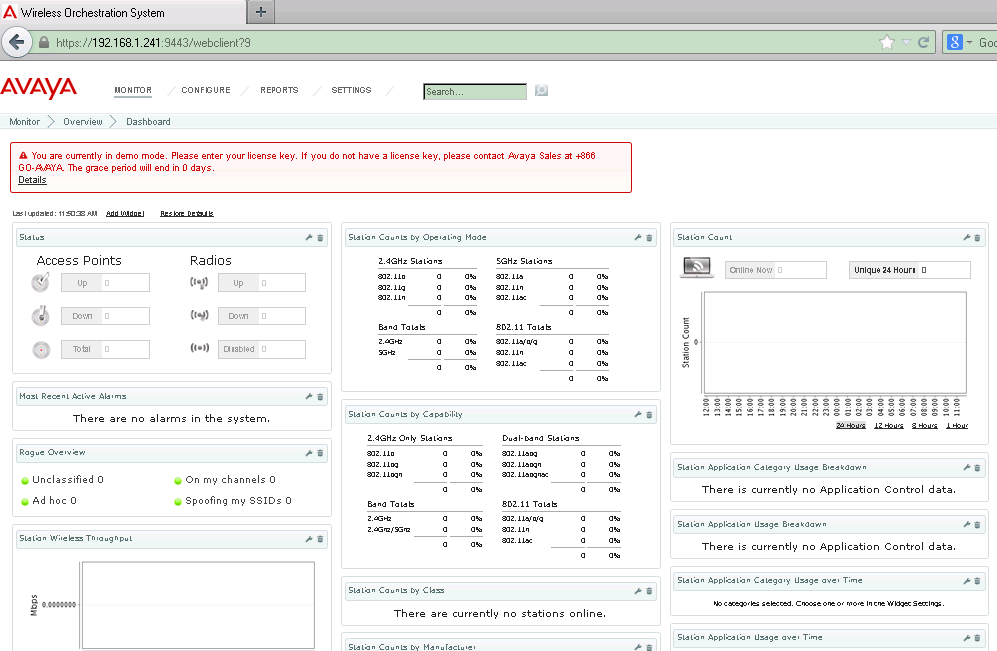 Wireless Orchestration System
https://192.168.1.241:9443/webclient?9
8
Goo
AVAYA
MONITOR
CONFIGURE
REPORTS
SETTINGS
Search...
Monitor
Overview
Dashboard
You are currently in demo mode. Please enter your license key. If you do not have a license key, please contact Avaya Sales at +866
GO-AVAYA. The grace period will end in 0 days.
Details
Last updated: 11:50:38 AM Add Widget Restore Defaults
Status
Access Points
Radios
Up 0
Up 0
Down 0
Down 0
Total 0
Disabled 0
Most Recent Active Alarms
There are no alarms in the system.
Rogue Overview
Unclassified 0
On my channels 0
Ad hoc 0
Spoofing my SSIDs 0
Station Wireless Throughput
Mbps
0.0000000
Station Counts by Operating Mode
2.4GHz Stations
802.11b 0 0%
802.11g 0 0%
802.11n 0 0%
0 0%
5GHz Stations
802.11a 0 0%
802.11n 0 0%
802.11ac 0 0%
0 0%
Band Totals
2.4GHz 0 0%
5GHz 0 0%
0 0%
802.11 Totals
802.11a/b/g 0 0%
802.11n 0 0%
802.11ac 0 0%
0 0%
Station Counts by Capability
2.4GHz Only Stations
802.11b 0 0%
802.11bg 0 0%
802.11bgn 0 0%
0 0%
Dual-band Stations
802.11abg 0 0%
802.11abgn 0 0%
802.11abgnac 0 0%
0 0%
Band Totals
2.4GHz 0 0%
2.4GHz/5GHz 0 0%
0 0%
802.11 Totals
802.11a/b/g 0 0%
802.11n 0 0%
802.11ac 0 0%
0 0%
Station Counts by Class
There are currently no stations online.
Station Counts by Manufacturer
Station Count
Online Now 0
Unique 24 Hours 0
Station Count
0
12:00 13:00 14:00 15:00 16:00 17:00 18:00 19:00 20:00 21:00 22:00 23:00 00:00 01:00 02:00 03:00 04:00 05:00 06:00 07:00 08:00 09:00 10:00 11:00
24 Hours 12 Hours 8 Hours 1 Hour
Station Application Category Usage Breakdown
There is currently no Application Control data.
Station Application Usage Breakdown
There is currently no Application Control data.
Station Application Category Usage over Time
No categories selected. Choose one or more in the Widget Settings.
Station Application Usage over Time